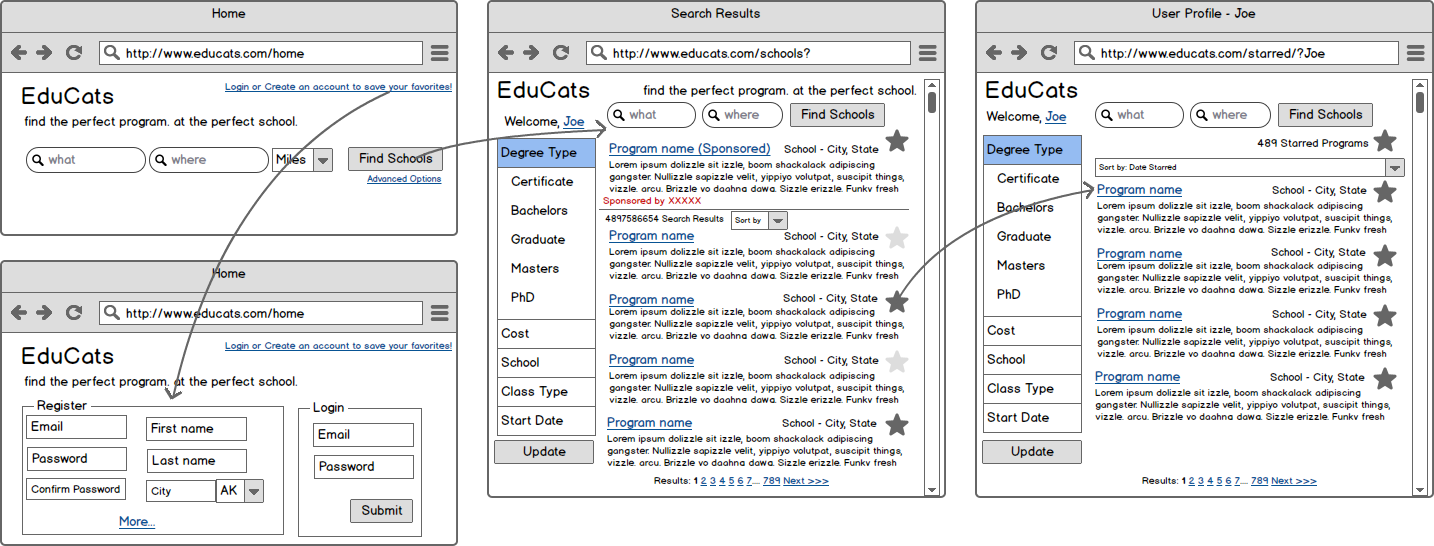 Home
http://www.educats.com/home
Login or Create an account to save your favorites!
EduCats
find the perfect program. at the perfect school.
what
where
Miles
Find Schools
Advanced Options
Home
http://www.educats.com/home
Login or Create an account to save your favorites!
EduCats
find the perfect program. at the perfect school.
Register
Email
First name
Password
Last name
Confirm Password
City
AK
More...
Login
Email
Password
Submit
Search Results
http://www.educats.com/schools?
EduCats
find the perfect program. at the perfect school.
Welcome, Joe
what
where
Find Schools
Degree Type
Certificate
Bachelors
Graduate
Masters
PhD
Cost
School
Class Type
Start Date
Update
Program name (Sponsored)
School - City, State
Lorem ipsum dolizzle sit izzle, boom shackalack adipiscing
gangster. Nullizzle sapizzle velit, yippiyo volutpat, suscipit things,
vizzle. arcu. Brizzle vo daahna dawa. Sizzle erizzle. Funky fresh
Sponsored by XXXXX
4897586654 Search Results
Sort by
Program name
School - City, State
Lorem ipsum dolizzle sit izzle, boom shackalack adipiscing
gangster. Nullizzle sapizzle velit, yippiyo volutpat, suscipit things,
vizzle. arcu. Brizzle vo daahna dawa. Sizzle erizzle. Funky fresh
Program name
School - City, State
Lorem ipsum dolizzle sit izzle, boom shackalack adipiscing
gangster. Nullizzle sapizzle velit, yippiyo volutpat, suscipit things,
vizzle. arcu. Brizzle vo daahna dawa. Sizzle erizzle. Funky fresh
Program name
School - City, State
Lorem ipsum dolizzle sit izzle, boom shackalack adipiscing
gangster. Nullizzle sapizzle velit, yippiyo volutpat, suscipit things,
vizzle. arcu. Brizzle vo daahna dawa. Sizzle erizzle. Funky fresh
Program name
School - City, State
Lorem ipsum dolizzle sit izzle, boom shackalack adipiscing
gangster. Nullizzle sapizzle velit, yippiyo volutpat, suscipit things,
vizzle. arcu. Brizzle vo daahna dawa. Sizzle erizzle. Funky fresh
Results: 1 2 3 4 5 6 7... 789 Next >>>
User Profile - Joe
http://www.educats.com/starred/?Joe
EduCats
Welcome, Joe
what
where
Find Schools
Degree Type
Certificate
Bachelors
Graduate
Masters
PhD
Cost
School
Class Type
Start Date
Update
489 Starred Programs
Sort by: Date Starred
Program name
School - City, State
Lorem ipsum dolizzle sit izzle, boom shackalack adipiscing
gangster. Nullizzle sapizzle velit, yippiyo volutpat, suscipit things,
vizzle. arcu. Brizzle vo daahna dawa. Sizzle erizzle. Funky fresh
Program name
School - City, State
Lorem ipsum dolizzle sit izzle, boom shackalack adipiscing
gangster. Nullizzle sapizzle velit, yippiyo volutpat, suscipit things,
vizzle. arcu. Brizzle vo daahna dawa. Sizzle erizzle. Funky fresh
Program name
School - City, State
Lorem ipsum dolizzle sit izzle, boom shackalack adipiscing
gangster. Nullizzle sapizzle velit, yippiyo volutpat, suscipit things,
vizzle. arcu. Brizzle vo daahna dawa. Sizzle erizzle. Funky fresh
Program name
School - City, State
Lorem ipsum dolizzle sit izzle, boom shackalack adipiscing
gangster. Nullizzle sapizzle velit, yippiyo volutpat, suscipit things,
vizzle. arcu. Brizzle vo daahna dawa. Sizzle erizzle. Funky fresh
Results: 1 2 3 4 5 6 7... 789 Next >>>